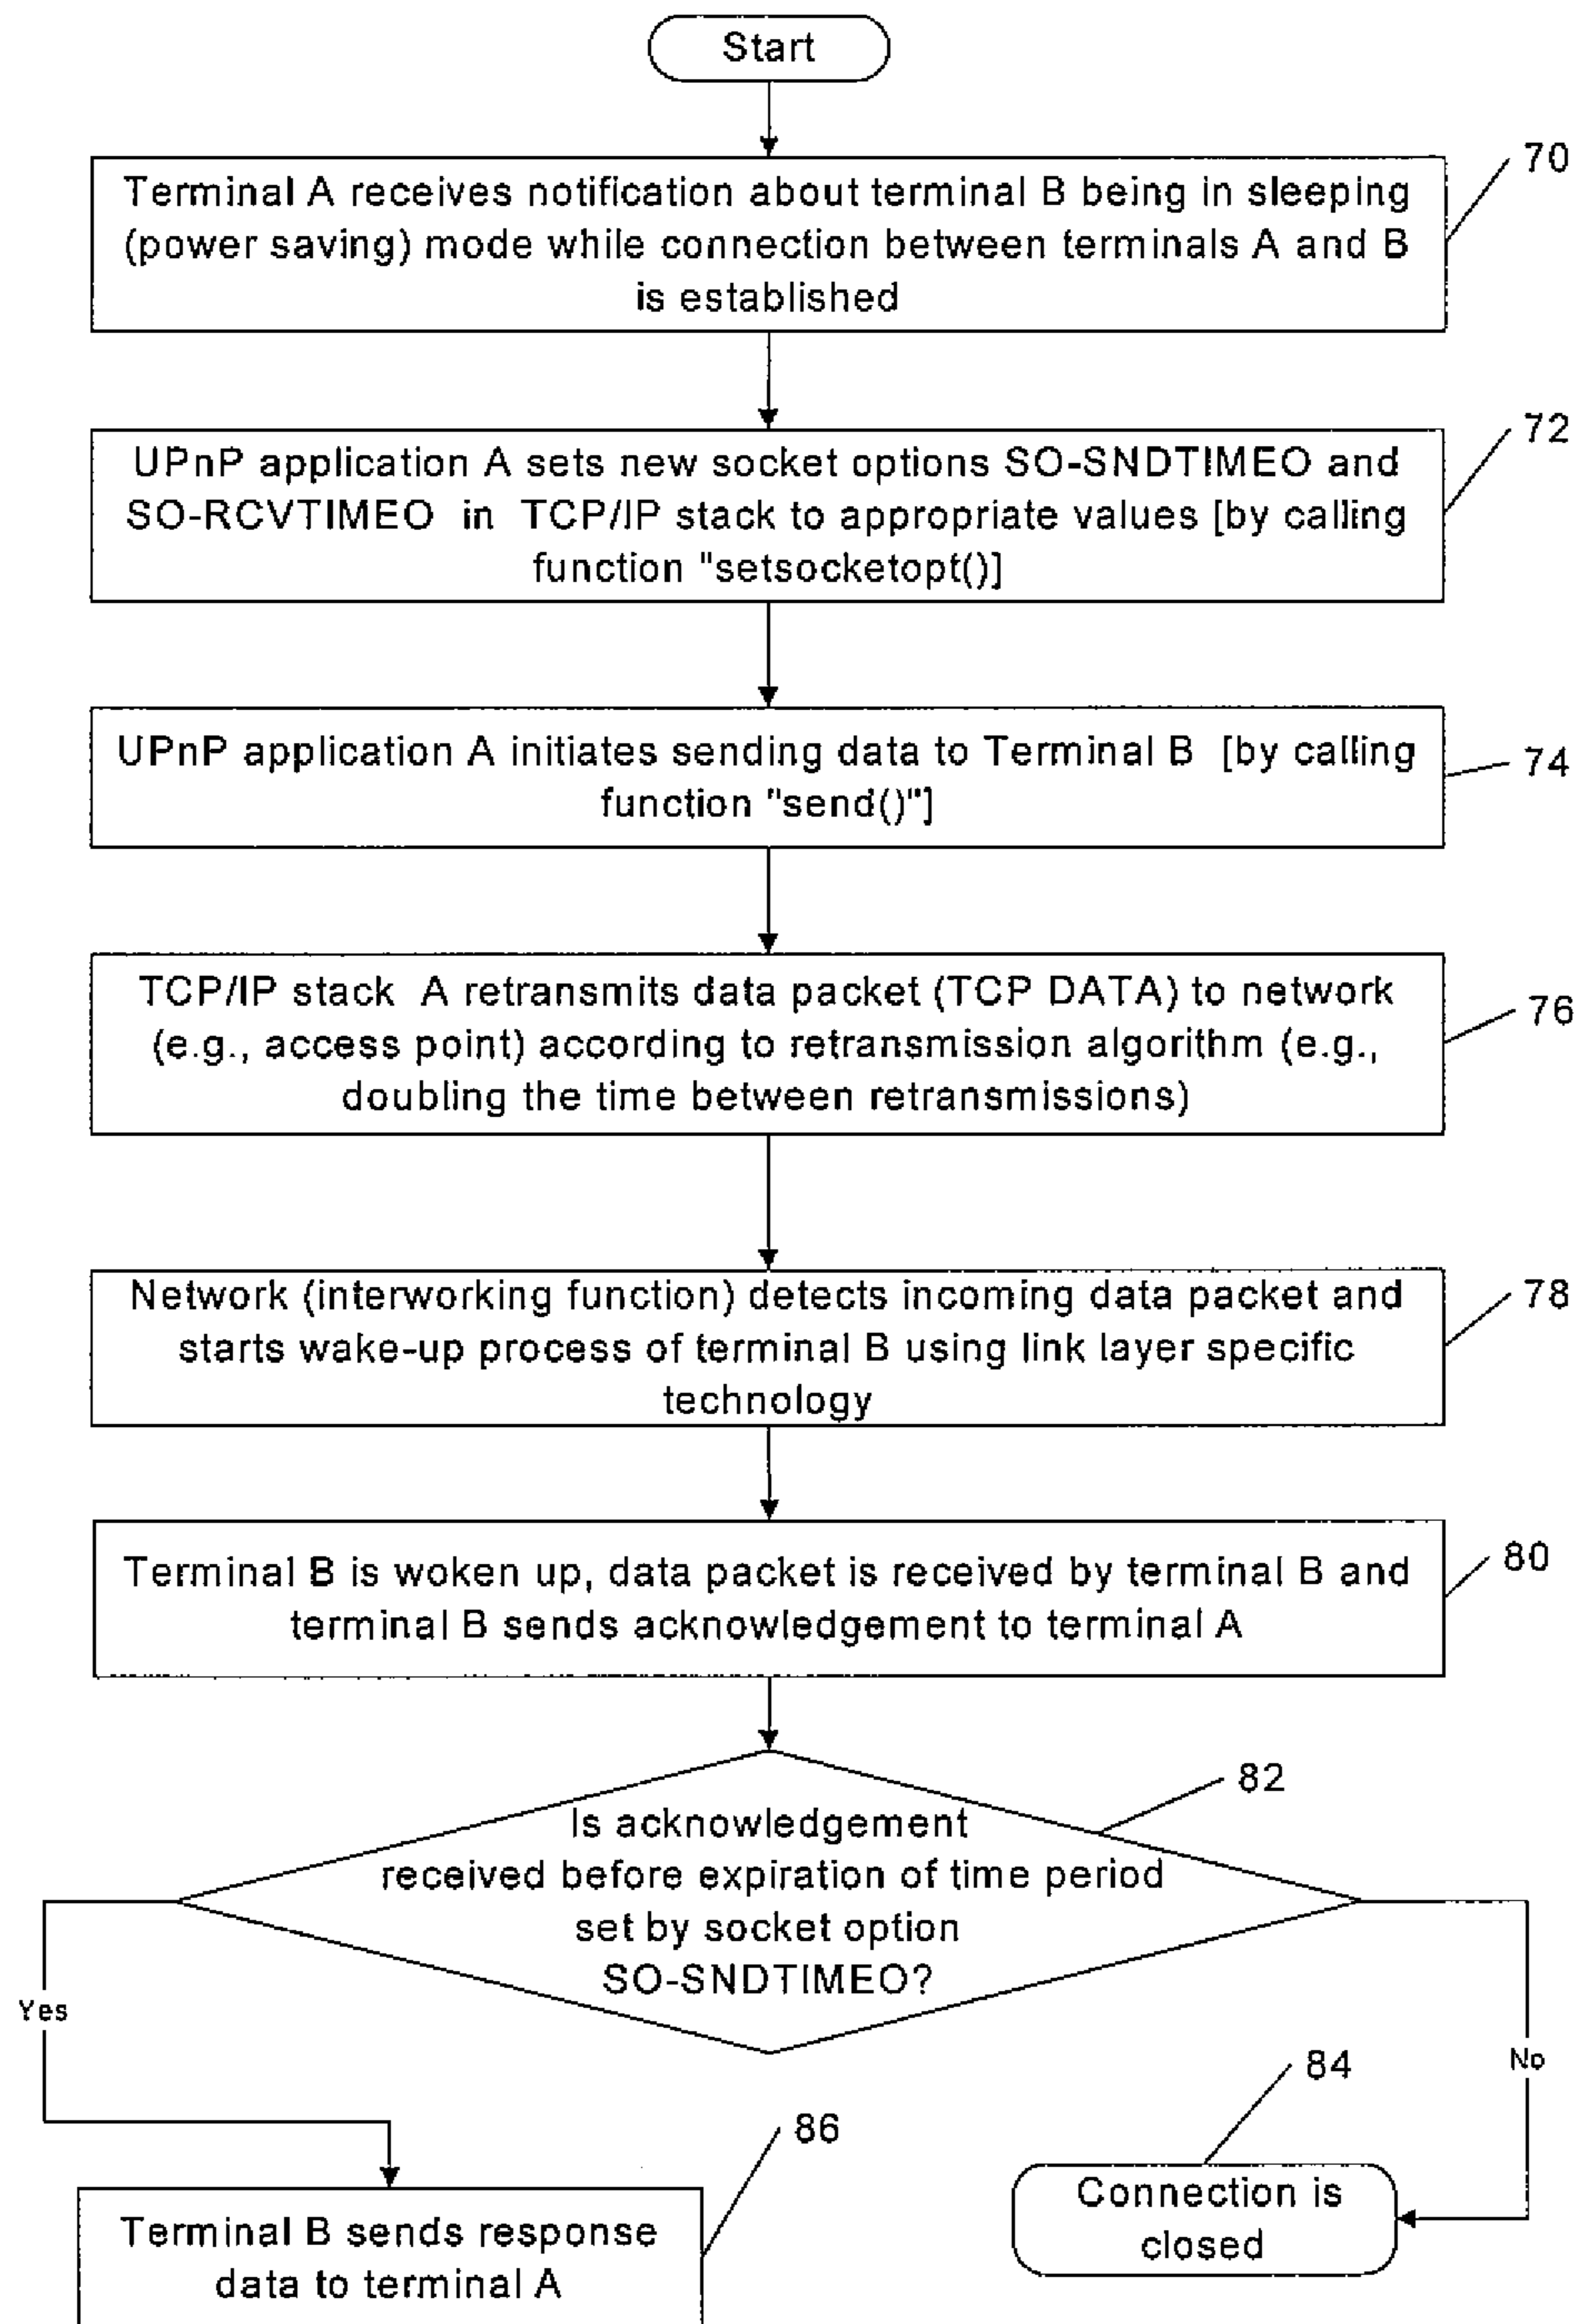 Start
70
Terminal A receives notification about terminal B being in sleeping
(power saving) mode while connection between terminals A and B
is established
72
UPnP application A sets new socket options SO-SNDTIMEO and
SO-RCVTIMEO in TCP/IP stack to appropriate values [by calling
function "setsocketopt()]
74
UPnP application A initiates sending data to Terminal B [by calling
function "send()"]
76
TCP/IP stack A retransmits data packet (TCP DATA) to network
(e.g., access point) according to retransmission algorithm (e.g.,
doubling the time between retransmissions)
78
Network (interworking function) detects incoming data packet and
starts wake-up process of terminal B using link layer specific
technology
80
Terminal B is woken up, data packet is received by terminal B and
terminal B sends acknowledgement to terminal A
82
Is acknowledgement
received before expiration of time period
set by socket option
SO-SNDTIMEO?
Yes
No
84
86
Connection is
closed
Terminal B sends response
data to terminal A